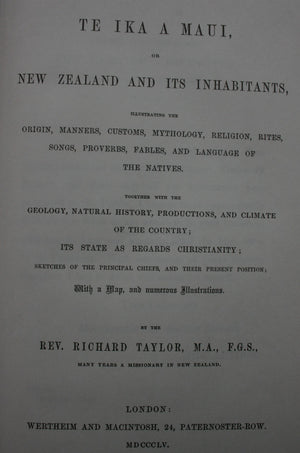 TE IKA A MAUI,
OR
NEW ZEALAND AND ITS INHABITANTS,
ILLUSTRATING THE
ORIGIN, MANNERS, CUSTOMS, MYTHOLOGY, RELIGION, RITES,
SONGS, PROVERBS, FABLES, AND LANGUAGE OF
THE NATIVES.
TOGETHER WITH THE
GEOLOGY, NATURAL HISTORY, PRODUCTIONS, AND CLIMATE
OF THE COUNTRY;
ITS STATE AS REGARDS CHRISTIANITY;
SKETCHES OF THE PRINCIPAL CHIEFS, AND THEIR PRESENT POSITION;
With a Map, and numerous Illustrations.
BY THE
REV. RICHARD TAYLOR, M.A., F.G.S.,
MANY YEARS A MISSIONARY IN NEW ZEALAND.
LONDON:
WERTHEIM AND MACINTOSH, 24, PATERNOSTER-ROW.
MDCCCLV.